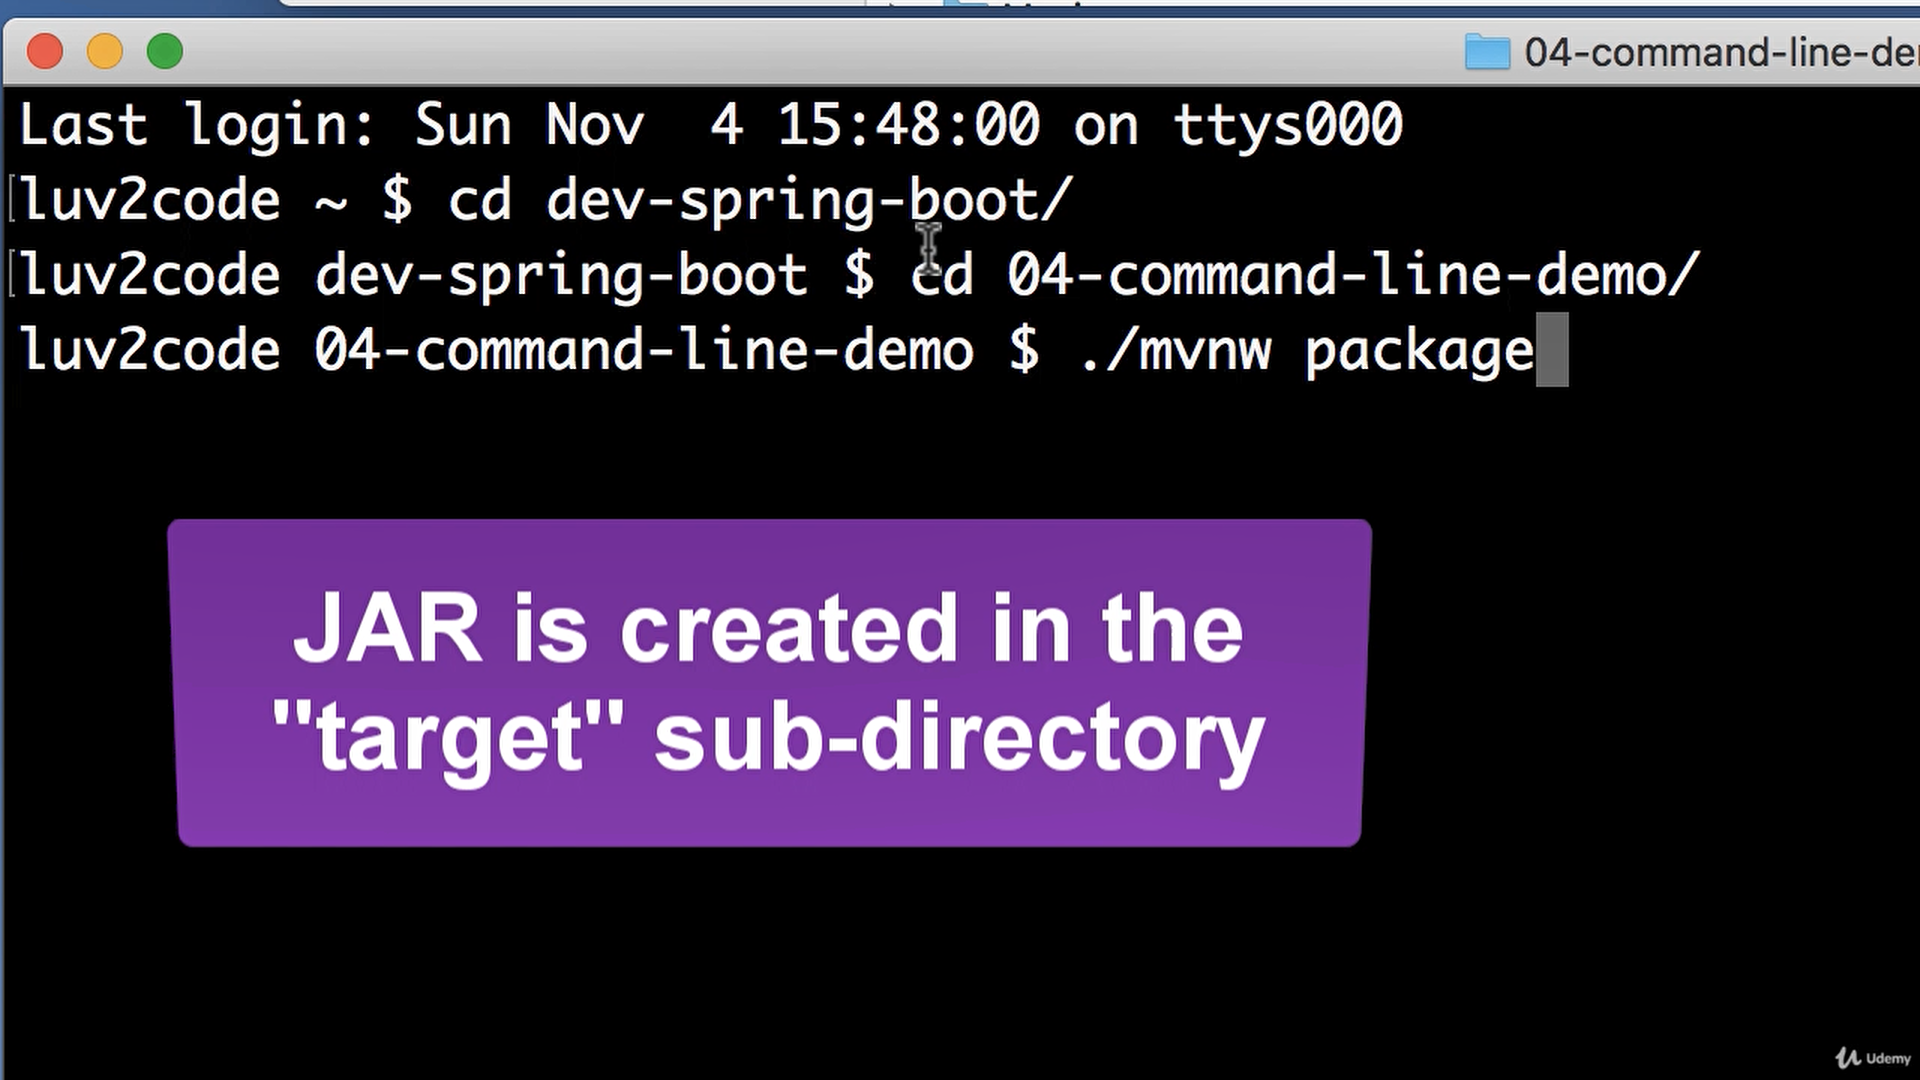 04-command-line-de
Last login: Sun Nov  4 15:48:00 on ttys000
luv2code ~ $ cd dev-spring-boot/
luv2code dev-spring-boot $ cd 04-command-line-demo/
luv2code 04-command-line-demo $ ./mvnw package
JAR is created in the
"target" sub-directory
Udemy